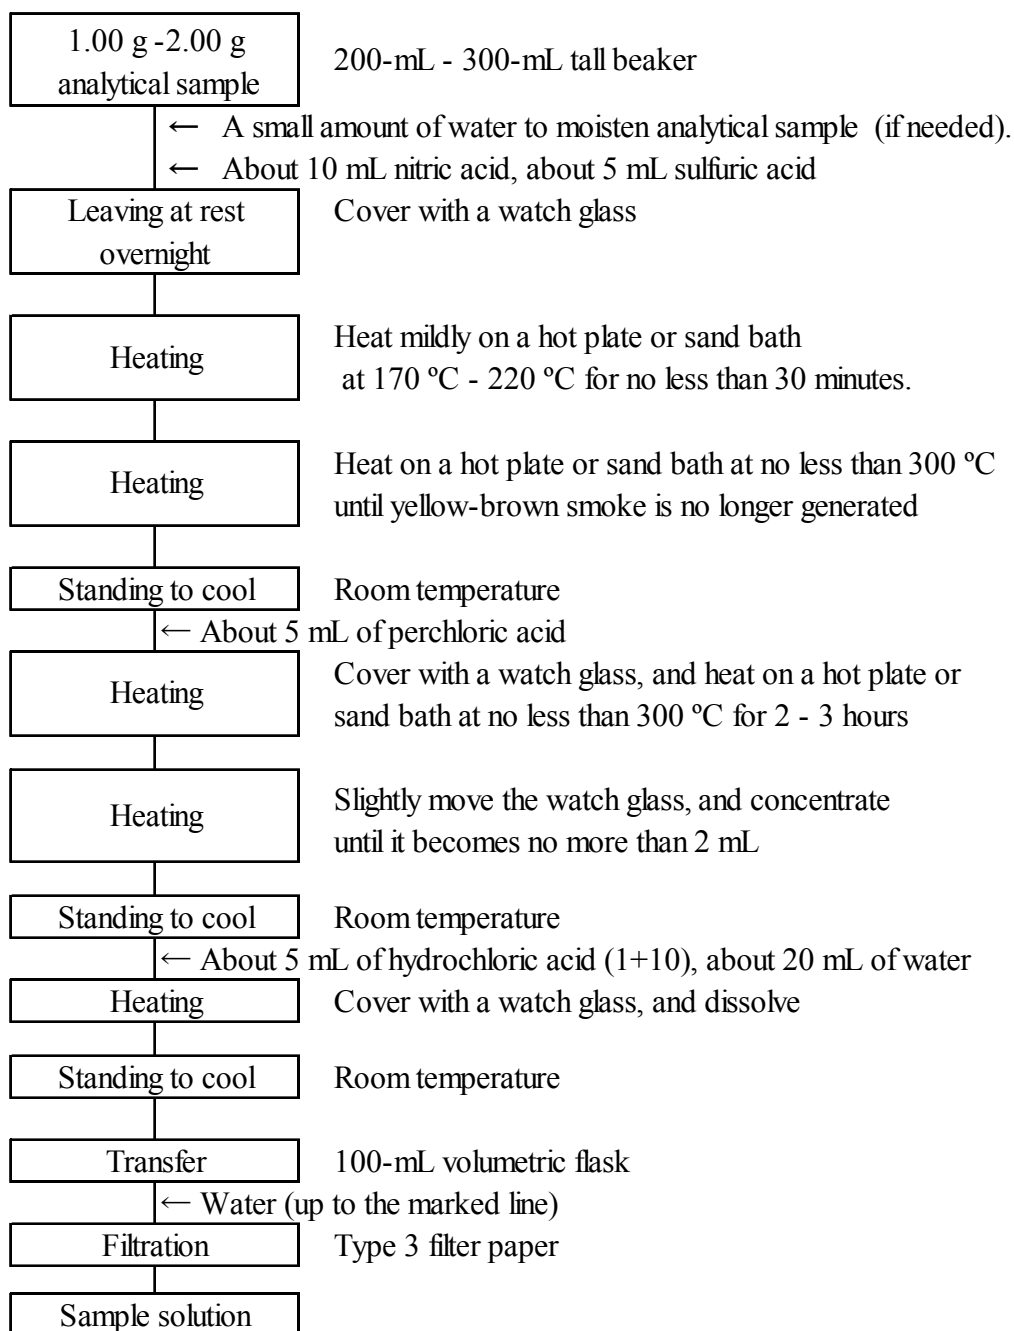 1.00 g -2.00 g
analytical sample
200-mL - 300-mL tall beaker
← A small amount of water to moisten analytical sample (if needed).
← About 10 mL nitric acid, about 5 mL sulfuric acid
Leaving at rest
overnight
Cover with a watch glass
Heating
Heat mildly on a hot plate or sand bath
at 170 ºC - 220 ºC for no less than 30 minutes.
Heating
Heat on a hot plate or sand bath at no less than 300 ºC
until yellow-brown smoke is no longer generated
Standing to cool
Room temperature
← About 5 mL of perchloric acid
Heating
Cover with a watch glass, and heat on a hot plate or
sand bath at no less than 300 ºC for 2 - 3 hours
Heating
Slightly move the watch glass, and concentrate
until it becomes no more than 2 mL
Standing to cool
Room temperature
← About 5 mL of hydrochloric acid (1+10), about 20 mL of water
Heating
Cover with a watch glass, and dissolve
Standing to cool
Room temperature
Transfer
100-mL volumetric flask
← Water (up to the marked line)
Filtration
Type 3 filter paper
Sample solution